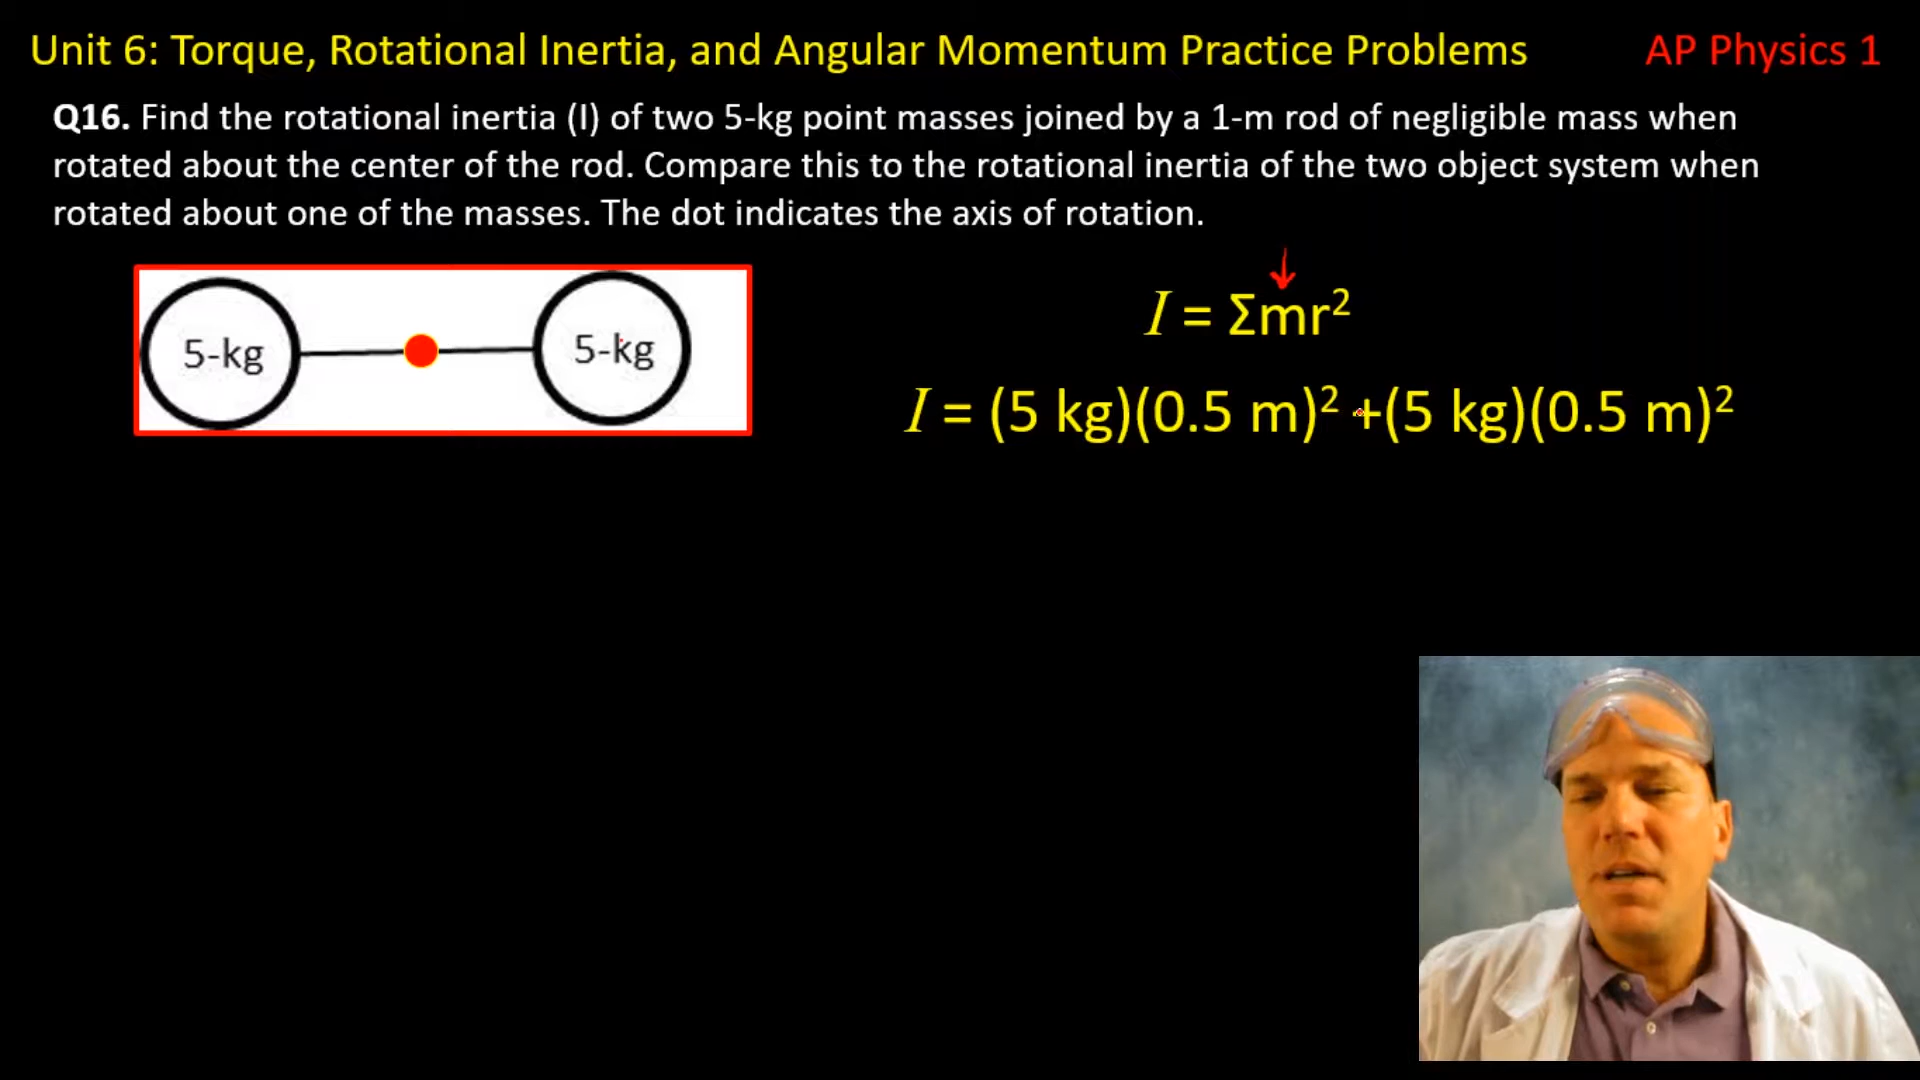 Unit 6: Torque, Rotational Inertia, and Angular Momentum Practice Problems AP Physics 1
Q16. Find the rotational inertia (I) of two 5-kg point masses joined by a 1-m rod of negligible mass when
rotated about the center of the rod. Compare this to the rotational inertia of the two object system when
rotated about one of the masses. The dot indicates the axis of rotation.
5-kg 5-kg
I = Σmr²
I = (5 kg)(0.5 m)² +(5 kg)(0.5 m)²